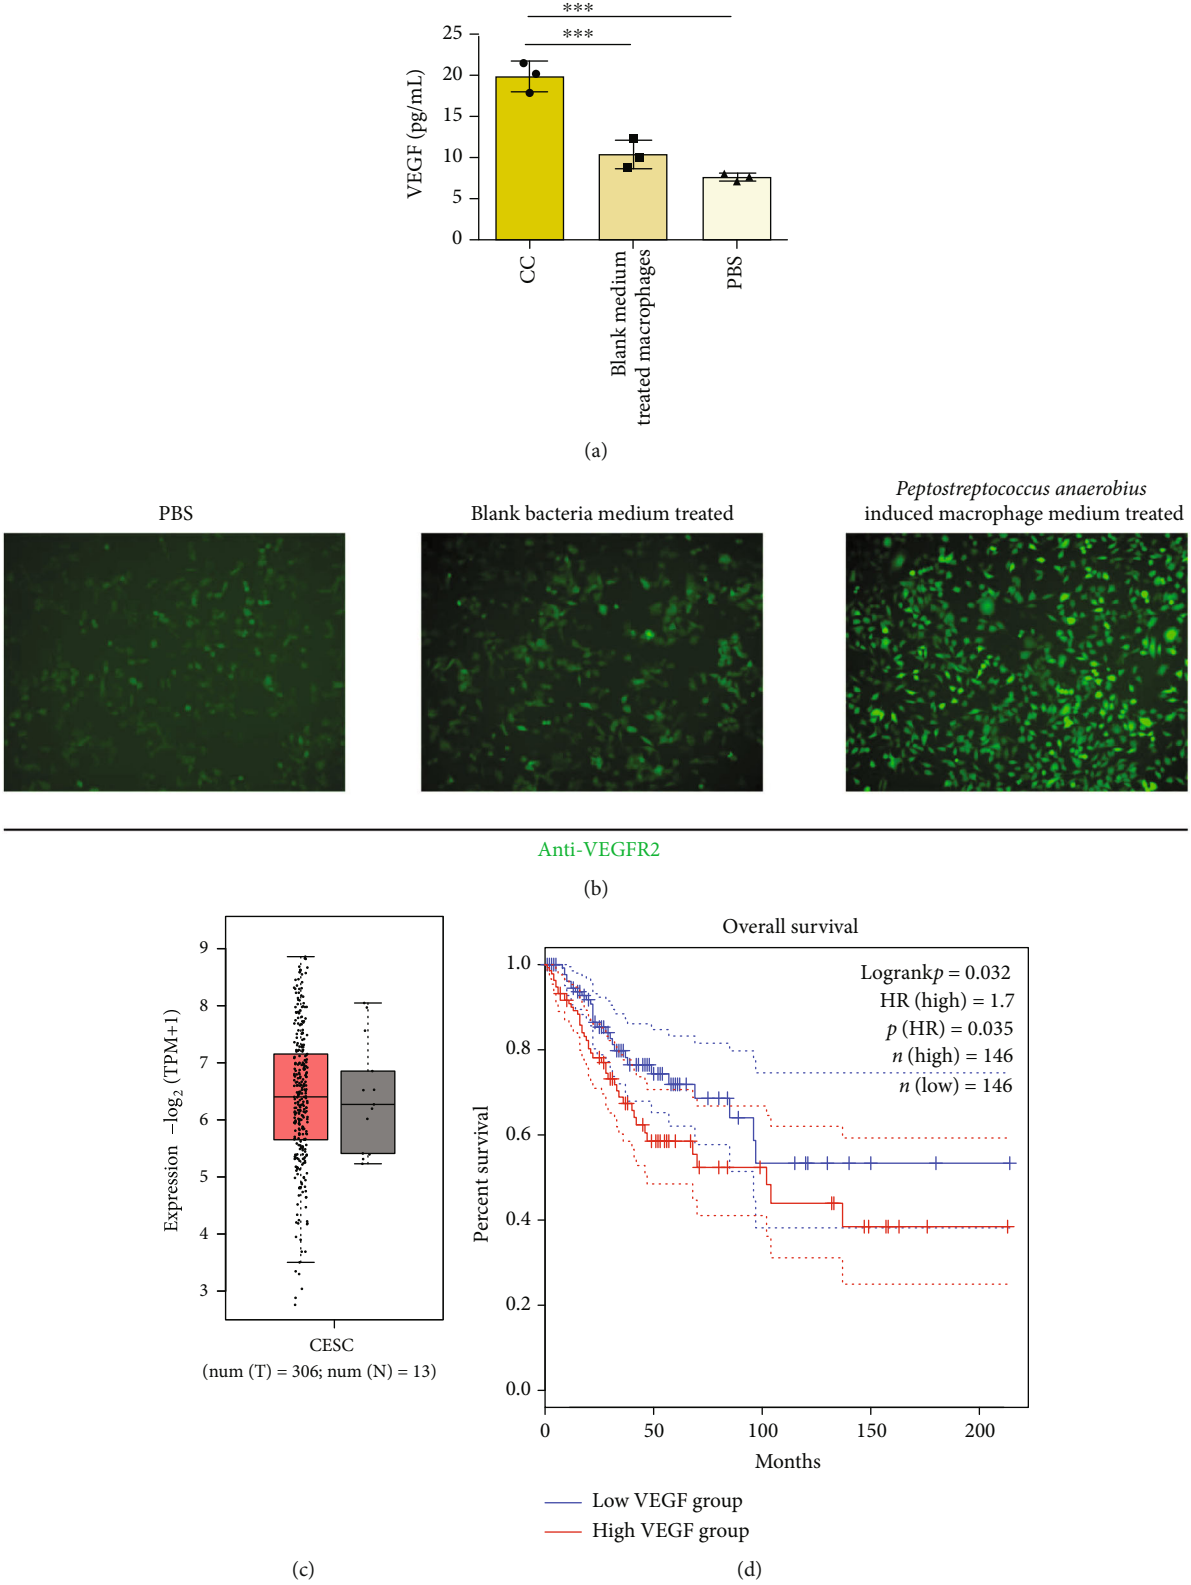 ***
***
25
20
15
10
5
0
VEGF (pg/mL)
CC
Blank medium
treated macrophages
PBS
(a)
PBS
Blank bacteria medium treated
Peptostreptococcus anaerobius
induced macrophage medium treated
Anti-VEGFR2
(b)
9
8
7
6
5
4
3
Expression –log2 (TPM+1)
CESC
(num (T) = 306; num (N) = 13)
(c)
Overall survival
Logrankp = 0.032
HR (high) = 1.7
p (HR) = 0.035
n (high) = 146
n (low) = 146
1.0
0.8
0.6
0.4
0.2
0.0
Percent survival
0 50 100 150 200
Months
Low VEGF group
High VEGF group
(d)